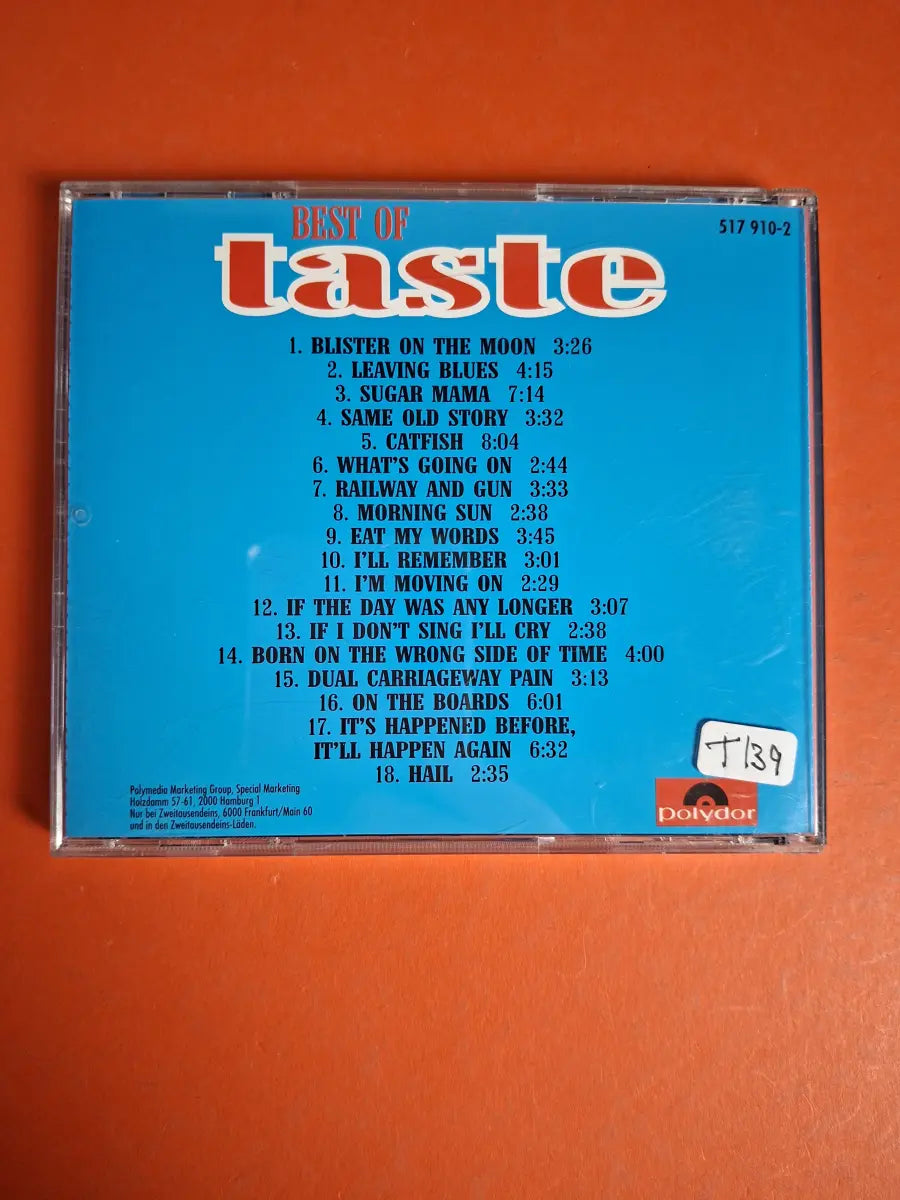 BEST OF
517 910-2
taste
1. BLISTER ON THE MOON 3:26
2. LEAVING BLUES 4:15
3. SUGAR MAMA 7:14
4. SAME OLD STORY 3:32
5. CATFISH 8:04
6. WHAT'S GOING ON 2:44
7. RAILWAY AND GUN 3:33
8. MORNING SUN 2:38
9. EAT MY WORDS 3:45
10. I'LL REMEMBER 3:01
11. I'M MOVING ON 2:29
12. IF THE DAY WAS ANY LONGER 3:07
13. IF I DON'T SING I'LL CRY 2:38
14. BORN ON THE WRONG SIDE OF TIME 4:00
15. DUAL CARRIAGEWAY PAIN 3:13
16. ON THE BOARDS 6:01
17. IT'S HAPPENED BEFORE,
IT'LL HAPPEN AGAIN 6:32
18. HAIL 2:35
T139
Polymedia Marketing Group, Special Marketing
Holzdamm 57-61, 2000 Hamburg 1
Nur bei Zweitausendeins, 6000 Frankfurt/Main 60
und in den Zweitausendeins-Läden.
polydor